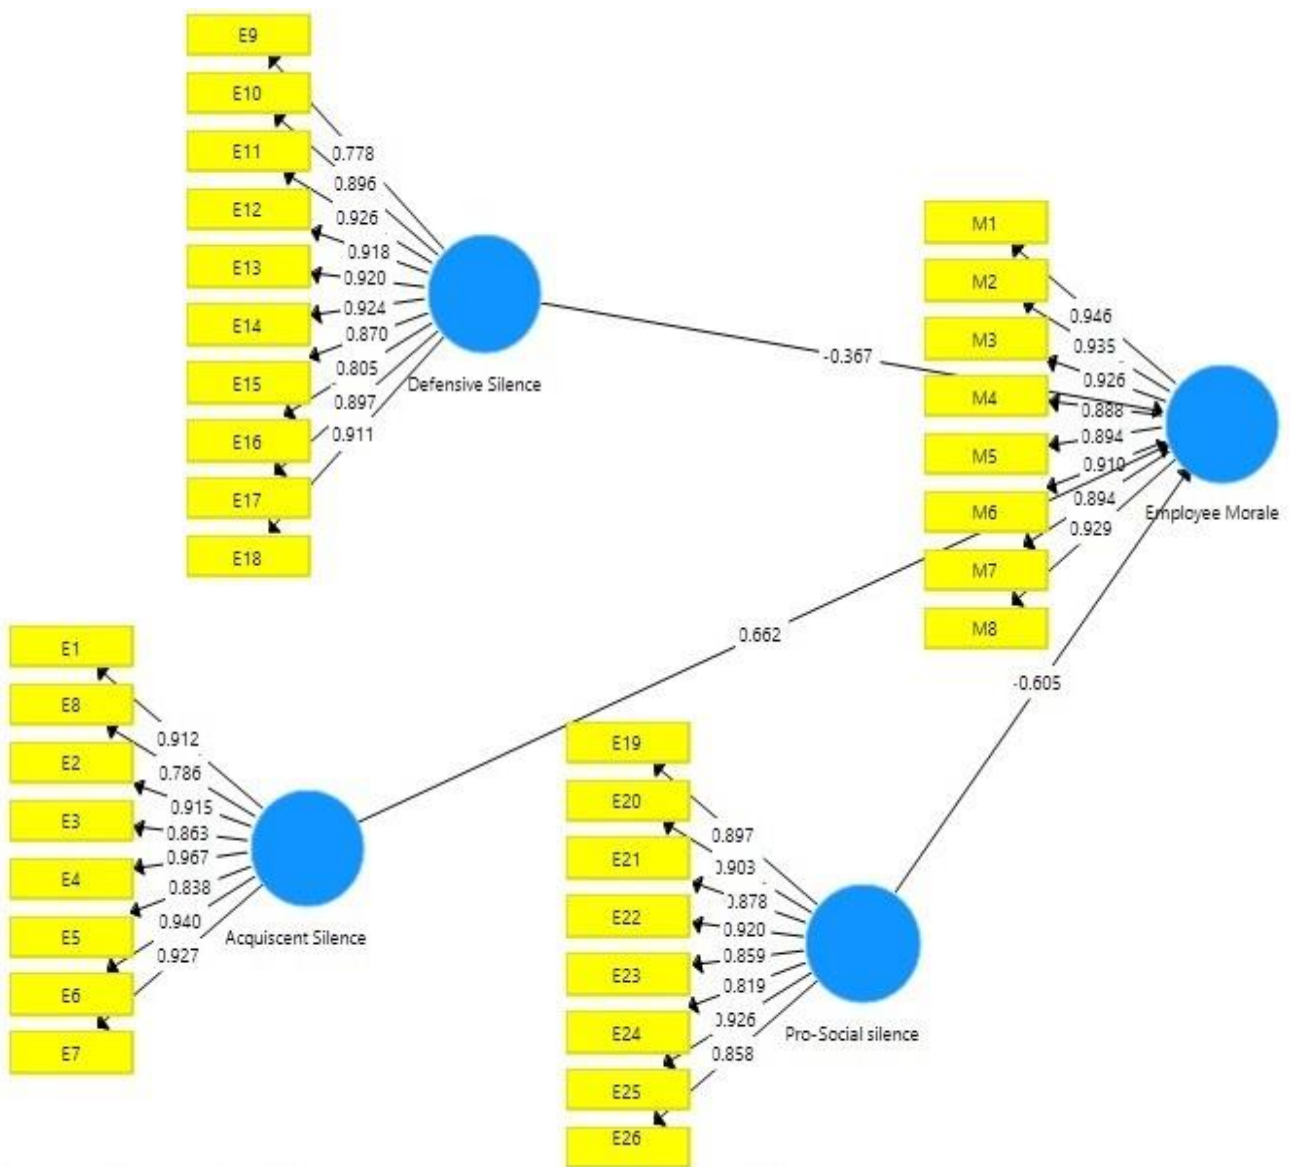 E9
E10
E11
E12
E13
E14
E15
E16
E17
E18
0.778
0.896
0.926
0.918
0.920
0.924
0.870
0.805
0.897
0.911
Defensive Silence
-0.367
M1
M2
M3
M4
M5
M6
M7
M8
0.946
0.935
0.926
0.888
0.894
0.910
0.894
0.929
Employee Morale
E1
E8
E2
E3
E4
E5
E6
E7
0.912
0.786
0.915
0.863
0.967
0.838
0.940
0.927
Acquiscent Silence
0.662
-0.605
E19
E20
E21
E22
E23
E24
E25
E26
0.897
0.903
0.878
0.920
0.859
0.819
0.926
0.858
Pro-Social silence